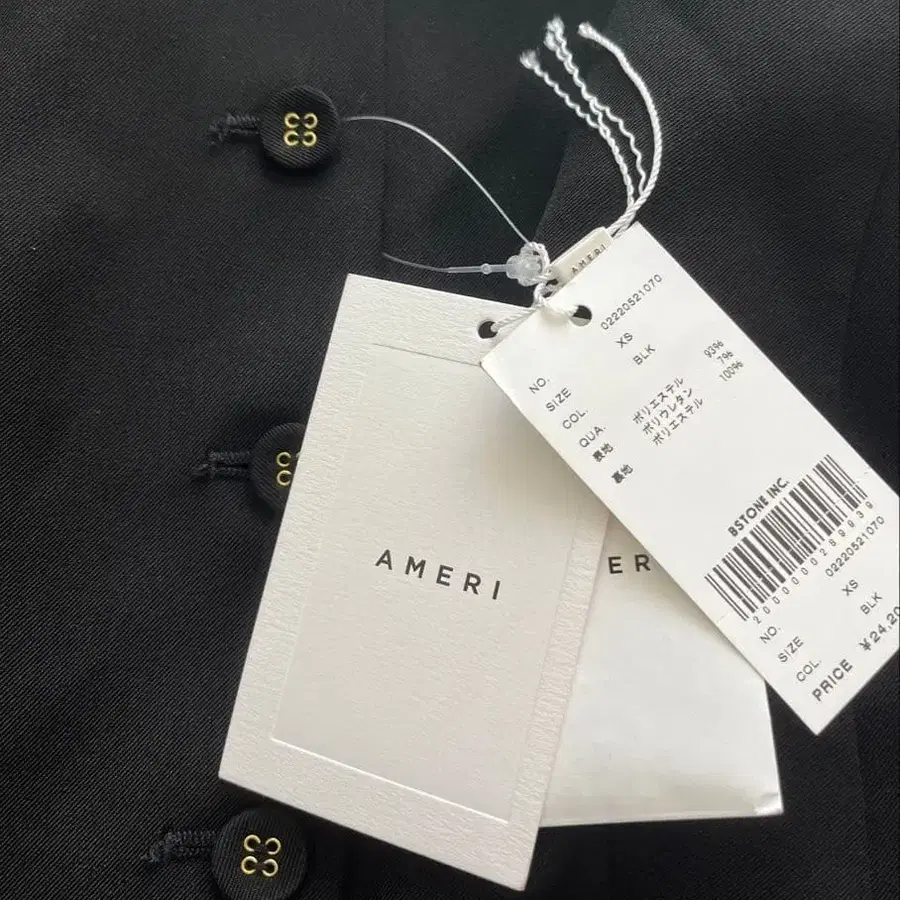 AMERI
AMERI
ER
NO. 02220521070
SIZE XS
COL. BLK
QUA.
表地 ポリエステル 93%
ポリウレタン 7%
裏地 ポリエステル 100%
BSTONE INC.
NO. 02220521070
SIZE XS
COL. BLK
PRICE ¥24,20